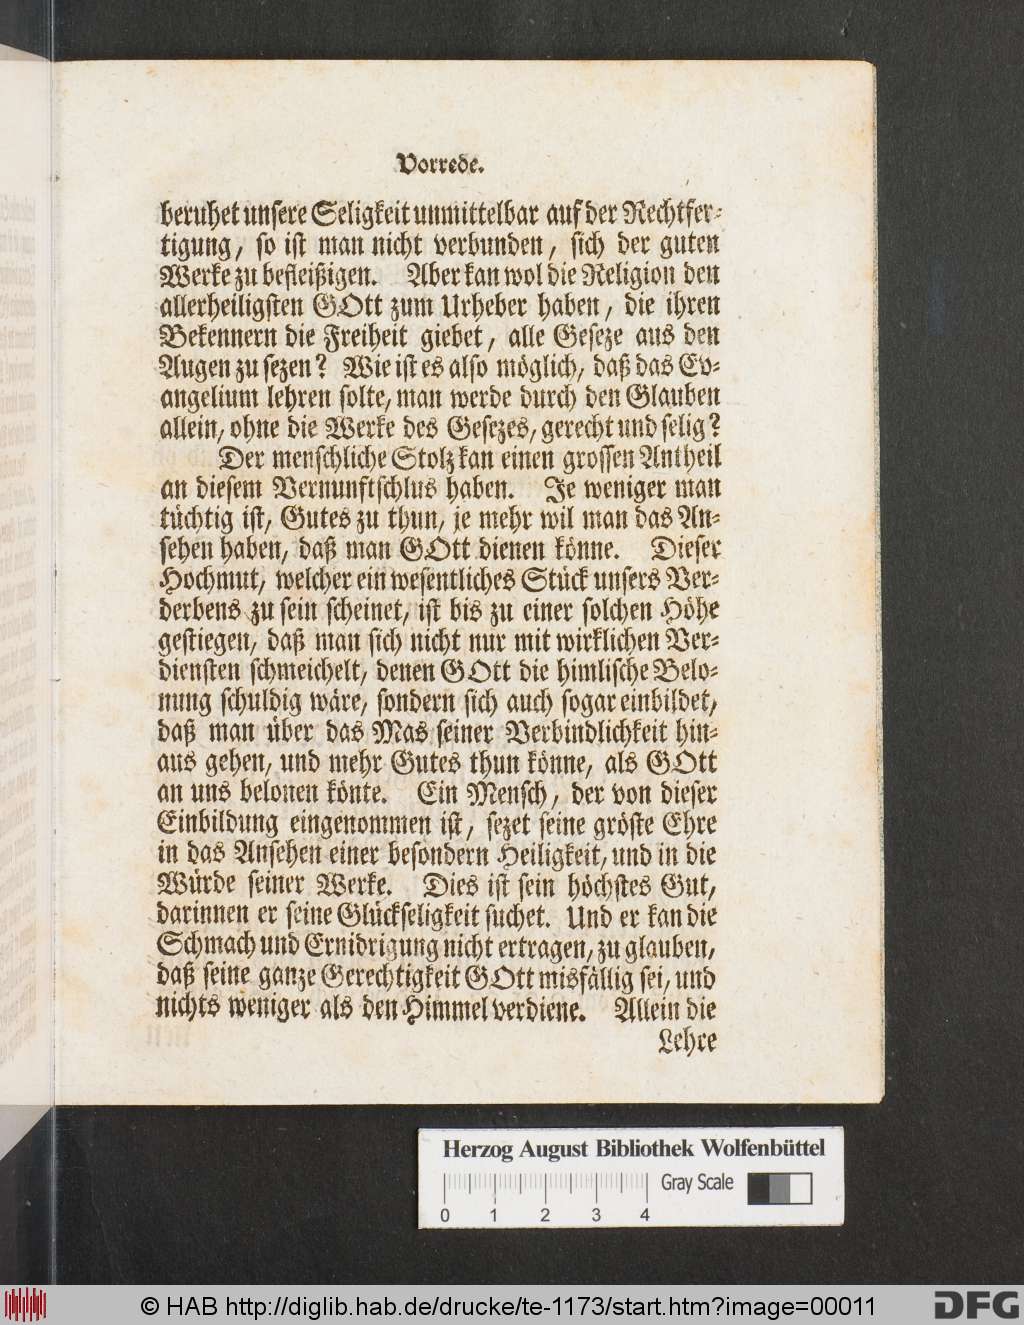 Vorrede.
beruhet unsere Seligkeit unmittelbar auf der Rechtfer-
tigung, so ist man nicht verbunden, sich der guten
Werke zu befleißigen. Aber kan wol die Religion den
allerheiligsten GOtt zum Urheber haben, die ihren
Bekennern die Freiheit giebet, alle Geseze aus den
Augen zu sezen? Wie ist es also möglich, daß das Ev-
angelium lehren solte, man werde durch den Glauben
allein, ohne die Werke des Gesezes, gerecht und selig?
Der menschliche Stolz kan einen grossen Antheil
an diesem Vernunftschlus haben. Je weniger man
tüchtig ist, Gutes zu thun, je mehr wil man das An-
sehen haben, daß man GOtt dienen könne. Dieser
Hochmut, welcher ein wesentliches Stück unsers Ver-
derbens zu sein scheinet, ist bis zu einer solchen Höhe
gestiegen, daß man sich nicht nur mit wirklichen Ver-
diensten schmeichelt, denen GOtt die himlische Belo-
nung schuldig wäre, sondern sich auch sogar einbildet,
daß man über das Mas seiner Verbindlichkeit hin-
aus gehen, und mehr Gutes thun könne, als GOtt
an uns belonen könte. Ein Mensch, der von dieser
Einbildung eingenommen ist, sezet seine gröste Ehre
in das Ansehen einer besondern Heiligkeit, und in die
Würde seiner Werke. Dies ist sein höchstes Gut,
darinnen er seine Glückseligkeit suchet. Und er kan die
Schmach und Ernidrigung nicht ertragen, zu glauben,
daß seine ganze Gerechtigkeit GOtt misfällig sei, und
nichts weniger als den Himmel verdiene. Allein die
Lehre
Herzog August Bibliothek Wolfenbüttel
Gray Scale
0 1 2 3 4
© HAB http://diglib.hab.de/drucke/te-1173/start.htm?image=00011
DFG